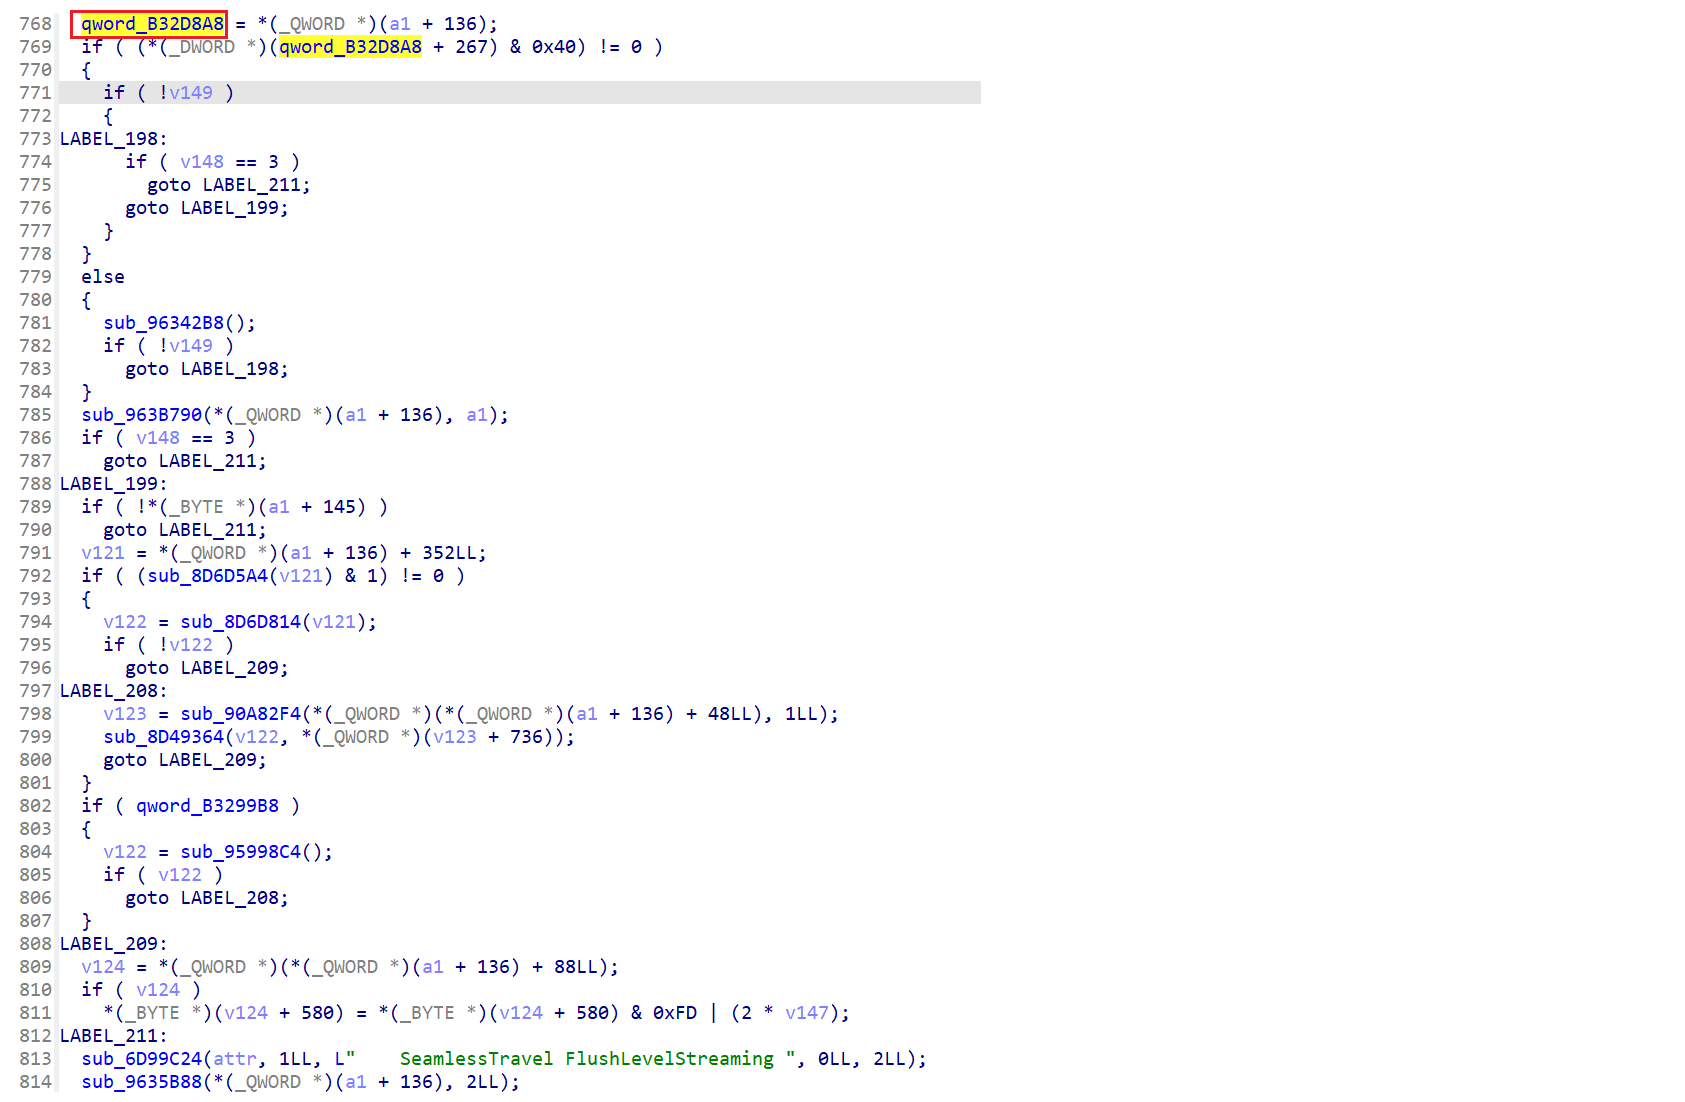 768 qword_B32D8A8 = *(_QWORD *)(a1 + 136);
769 if ( (*(_DWORD *)(qword_B32D8A8 + 267) & 0x40) != 0 )
770 {
771 if ( !v149 )
772 {
773 LABEL_198:
774 if ( v148 == 3 )
775 goto LABEL_211;
776 goto LABEL_199;
777 }
778 }
779 else
780 {
781 sub_96342B8();
782 if ( !v149 )
783 goto LABEL_198;
784 }
785 sub_963B790(*(_QWORD *)(a1 + 136), a1);
786 if ( v148 == 3 )
787 goto LABEL_211;
788 LABEL_199:
789 if ( !*(_BYTE *)(a1 + 145) )
790 goto LABEL_211;
791 v121 = *(_QWORD *)(a1 + 136) + 352LL;
792 if ( (sub_8D6D5A4(v121) & 1) != 0 )
793 {
794 v122 = sub_8D6D814(v121);
795 if ( !v122 )
796 goto LABEL_209;
797 LABEL_208:
798 v123 = sub_90A82F4(*(_QWORD *)(*(_QWORD *)(a1 + 136) + 48LL), 1LL);
799 sub_8D49364(v122, *(_QWORD *)(v123 + 736));
800 goto LABEL_209;
801 }
802 if ( qword_B3299B8 )
803 {
804 v122 = sub_95998C4();
805 if ( v122 )
806 goto LABEL_208;
807 }
808 LABEL_209:
809 v124 = *(_QWORD *)(*(_QWORD *)(a1 + 136) + 88LL);
810 if ( v124 )
811 *(_BYTE *)(v124 + 580) = *(_BYTE *)(v124 + 580) & 0xFD | (2 * v147);
812 LABEL_211:
813 sub_6D99C24(attr, 1LL, L"    SeamlessTravel FlushLevelStreaming ", 0LL, 2LL);
814 sub_9635B88(*(_QWORD *)(a1 + 136), 2LL);